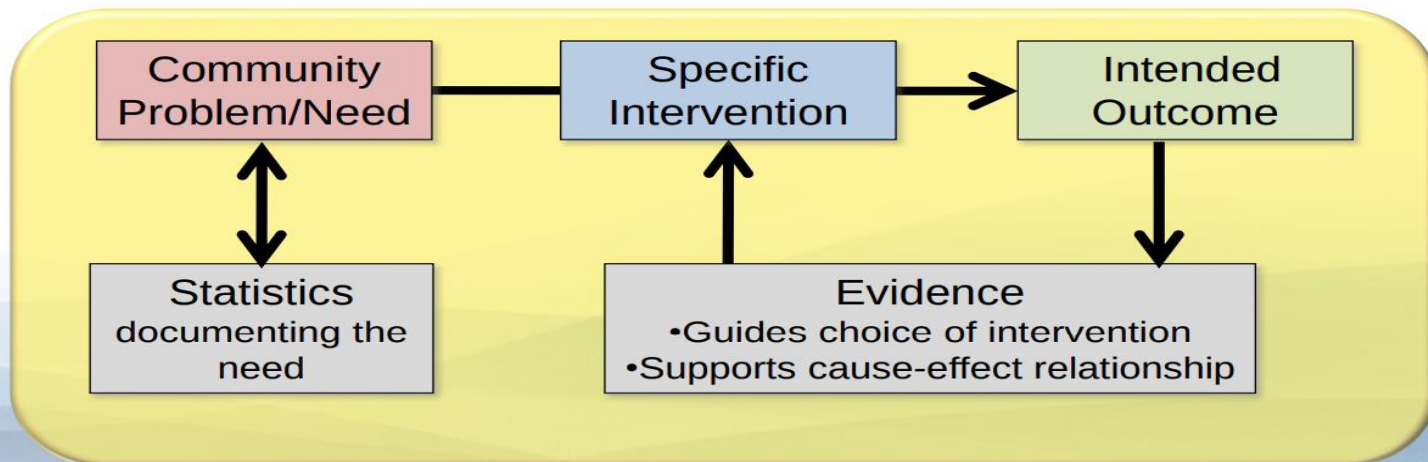 Community
Problem/Need
Specific
Intervention
Intended
Outcome
Statistics
documenting the
need
Evidence
•Guides choice of intervention
•Supports cause-effect relationship